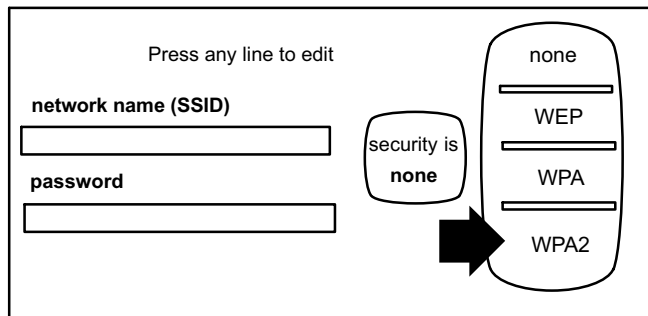 Press any line to edit
network name (SSID)
password
security is
none
none
WEP
WPA
WPA2